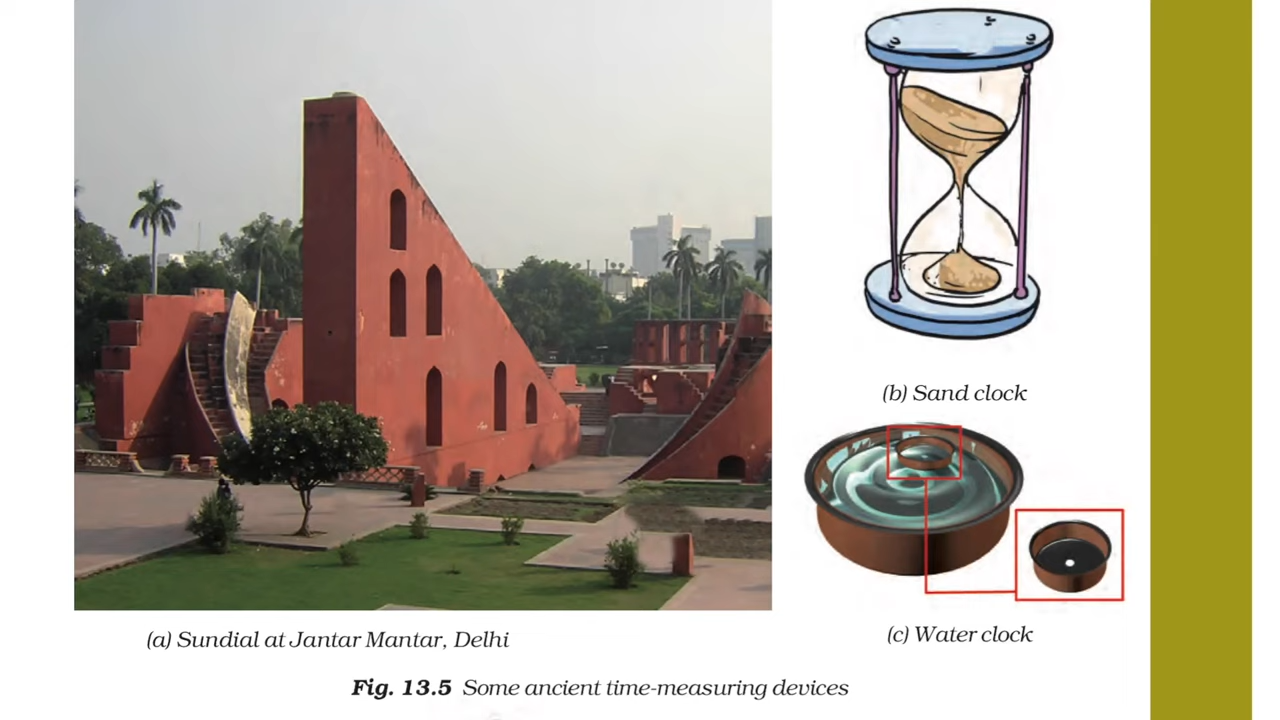 (b) Sand clock
(a) Sundial at Jantar Mantar, Delhi
(c) Water clock
Fig. 13.5 Some ancient time-measuring devices